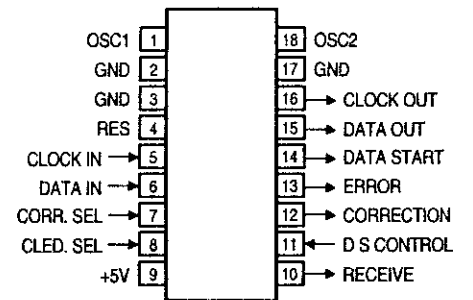 OSC1 1 18 OSC2
GND 2 17 GND
GND 3 16 CLOCK OUT
RES 4 15 DATA OUT
CLOCK IN 5 14 DATA START
DATA IN 6 13 ERROR
CORR. SEL 7 12 CORRECTION
CLED. SEL 8 11 D S CONTROL
+5V 9 10 RECEIVE